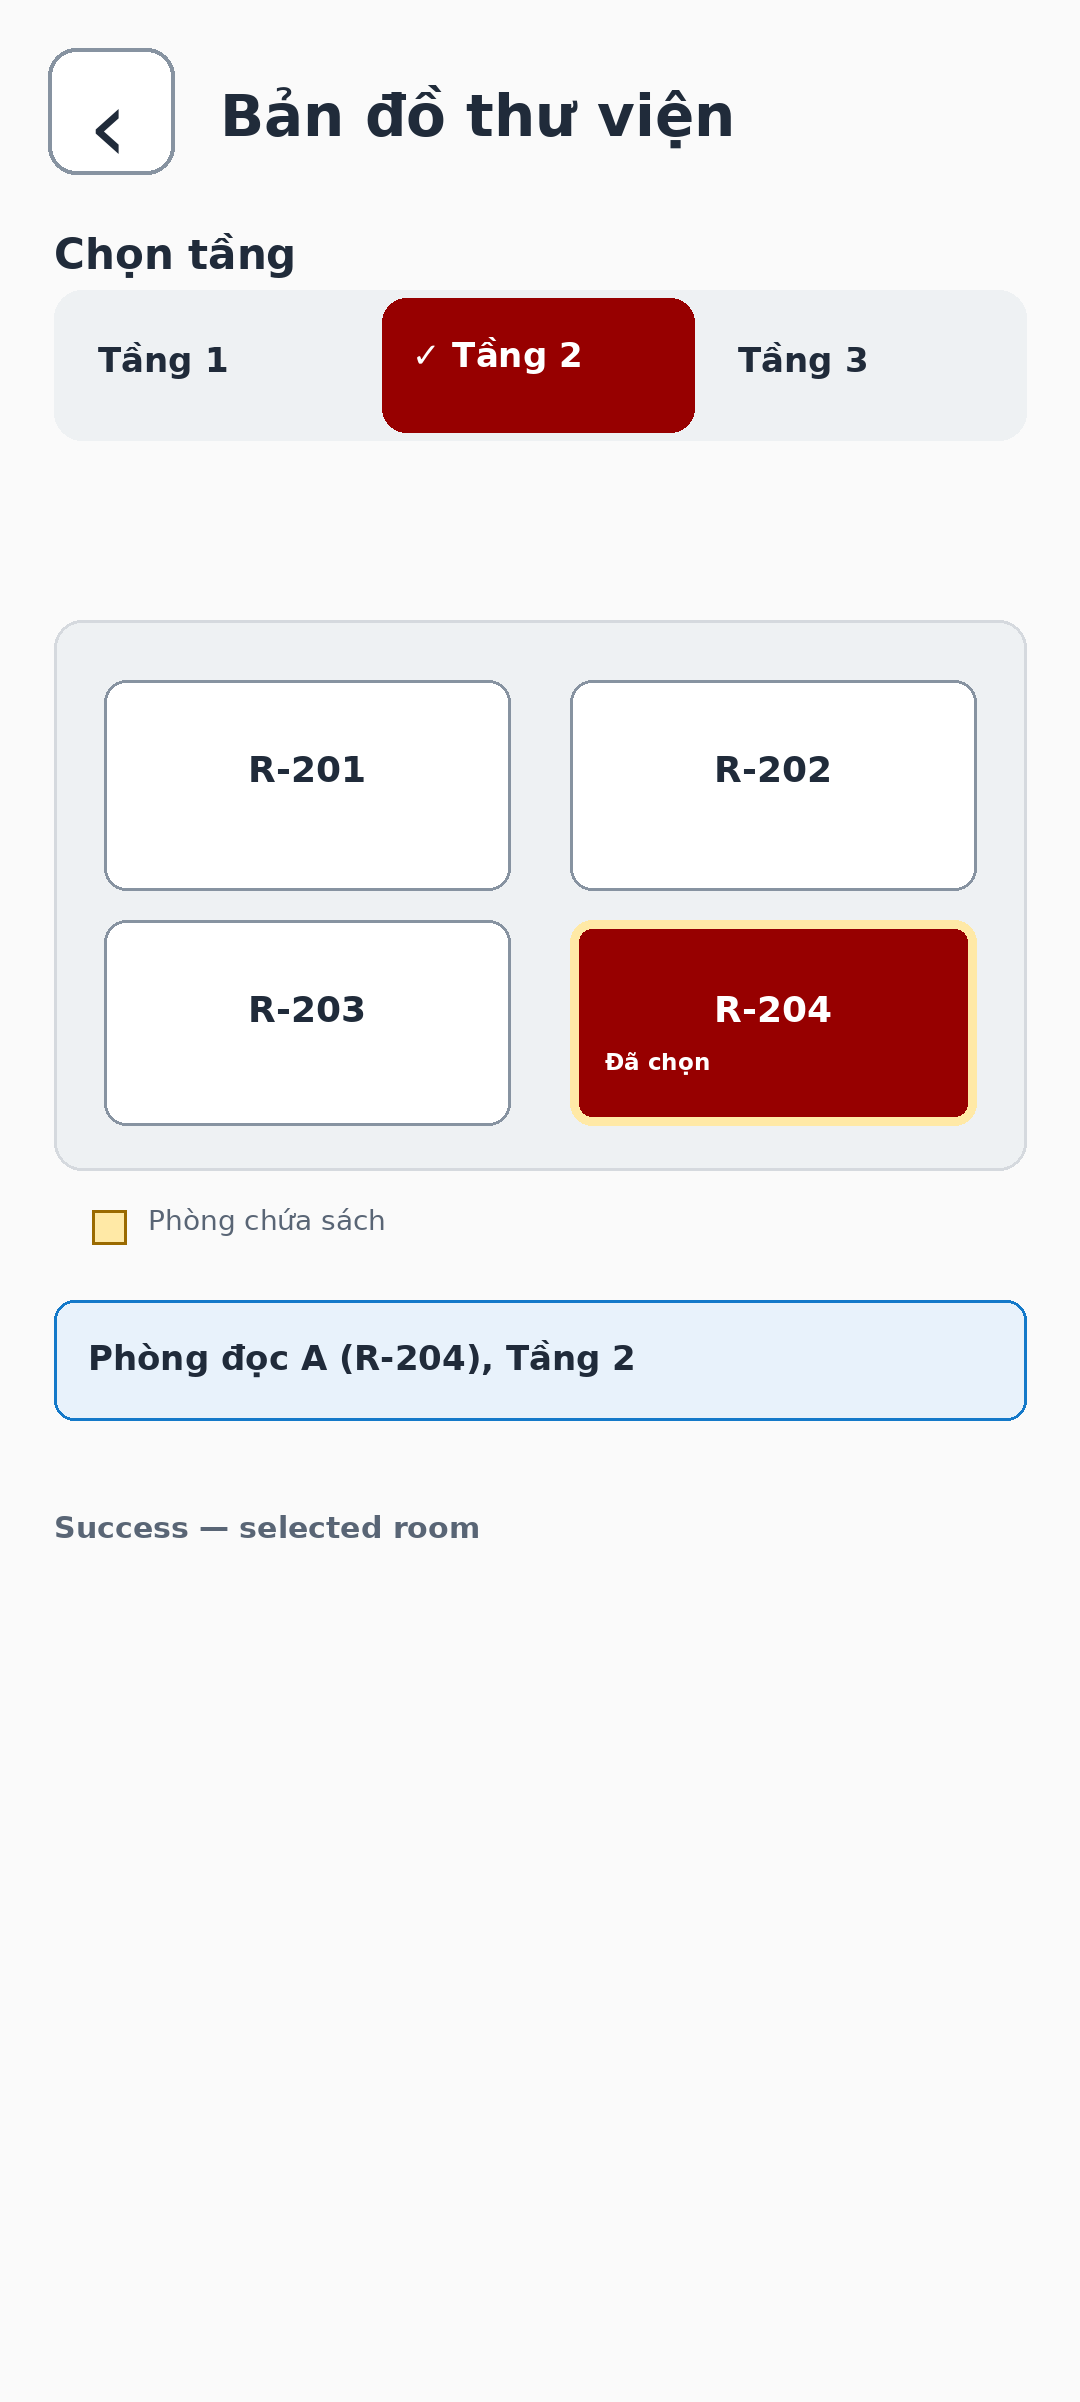 ‹ Bản đồ thư viện
Chọn tầng
Tầng 1 ✓ Tầng 2 Tầng 3
R-201 R-202
R-203 R-204
Đã chọn
Phòng chứa sách
Phòng đọc A (R-204), Tầng 2
Success — selected room